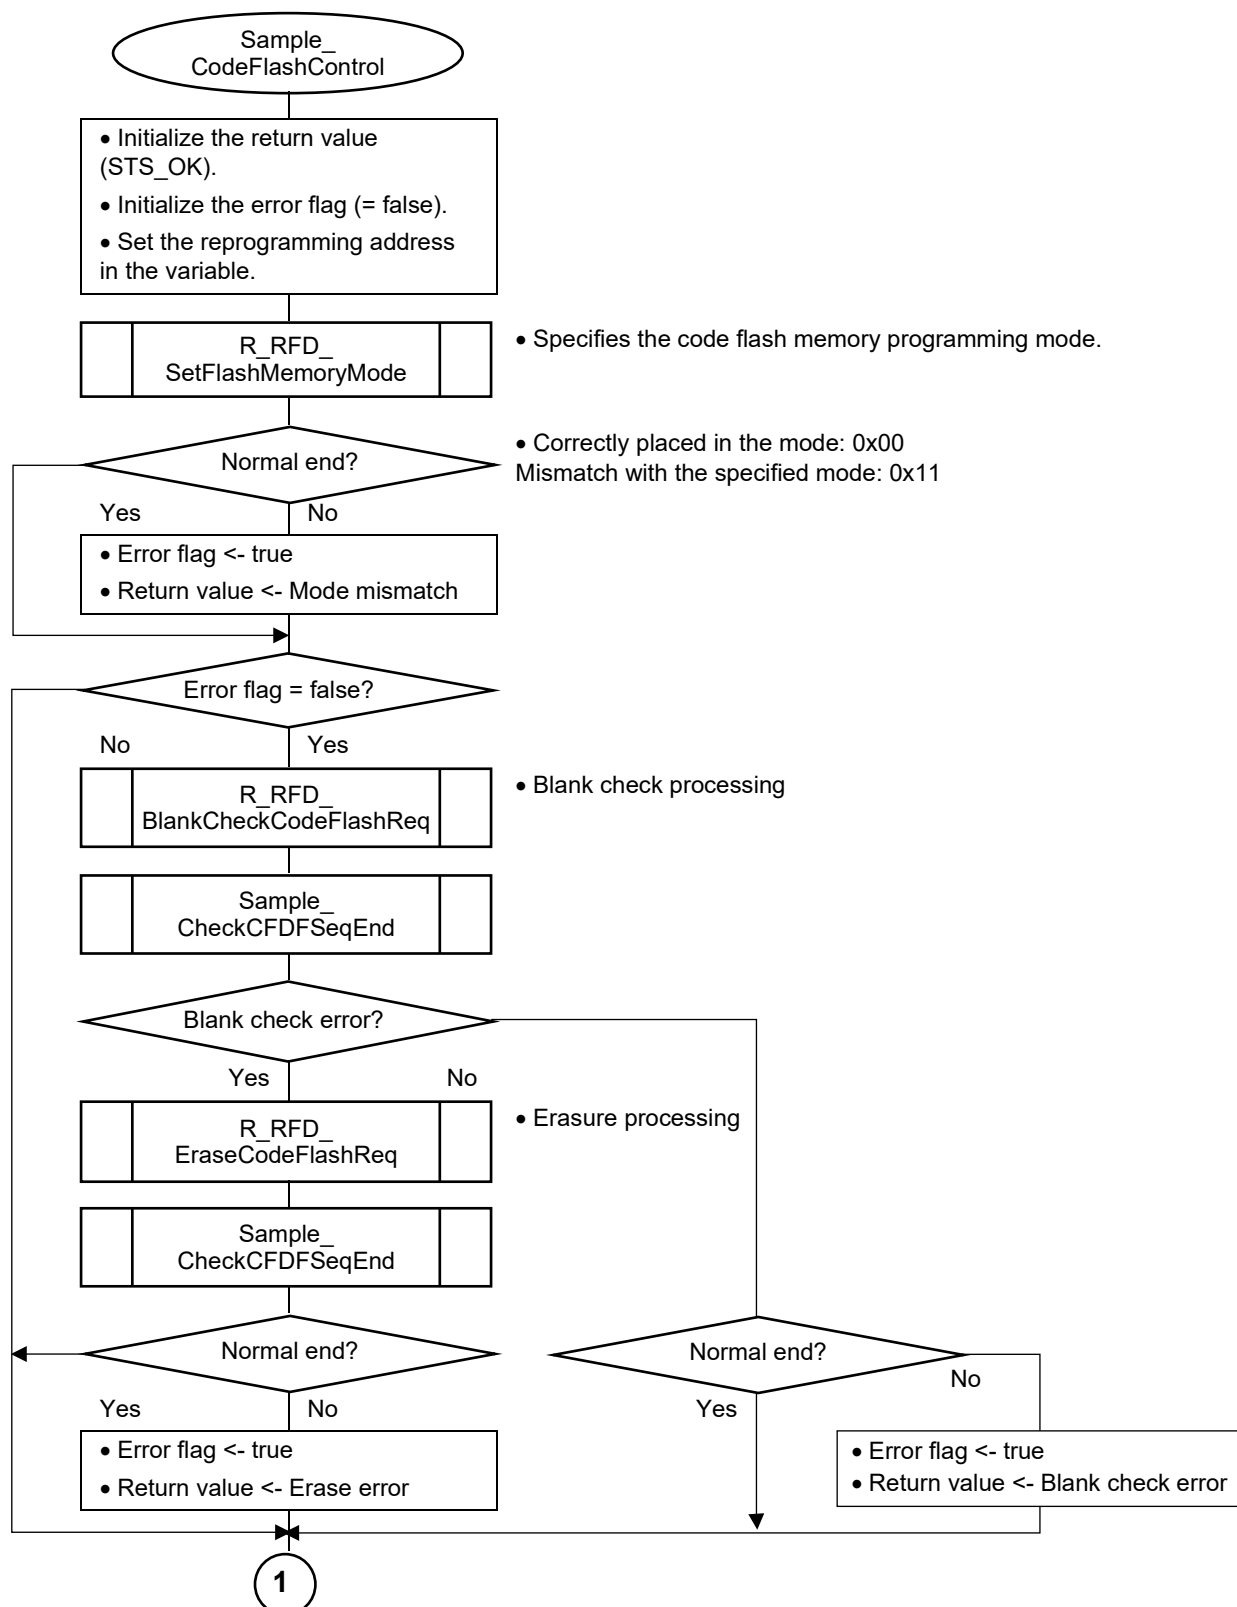 Sample_
CodeFlashControl
• Initialize the return value
(STS_OK).
• Initialize the error flag (= false).
• Set the reprogramming address
in the variable.
R_RFD_
SetFlashMemoryMode
• Specifies the code flash memory programming mode.
Normal end?
• Correctly placed in the mode: 0x00
Mismatch with the specified mode: 0x11
Yes
No
• Error flag <- true
• Return value <- Mode mismatch
Error flag = false?
No
Yes
R_RFD_
BlankCheckCodeFlashReq
• Blank check processing
Sample_
CheckCFDFSeqEnd
Blank check error?
Yes
No
R_RFD_
EraseCodeFlashReq
• Erasure processing
Sample_
CheckCFDFSeqEnd
Normal end?
Normal end?
No
Yes
No
Yes
• Error flag <- true
• Return value <- Erase error
• Error flag <- true
• Return value <- Blank check error
1